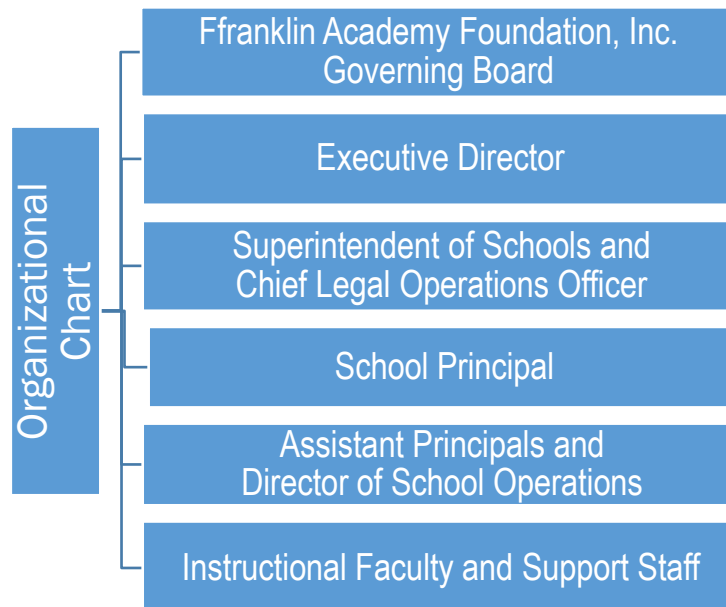 Organizational
Chart
Ffranklin Academy Foundation, Inc.
Governing Board
Executive Director
Superintendent of Schools and
Chief Legal Operations Officer
School Principal
Assistant Principals and
Director of School Operations
Instructional Faculty and Support Staff